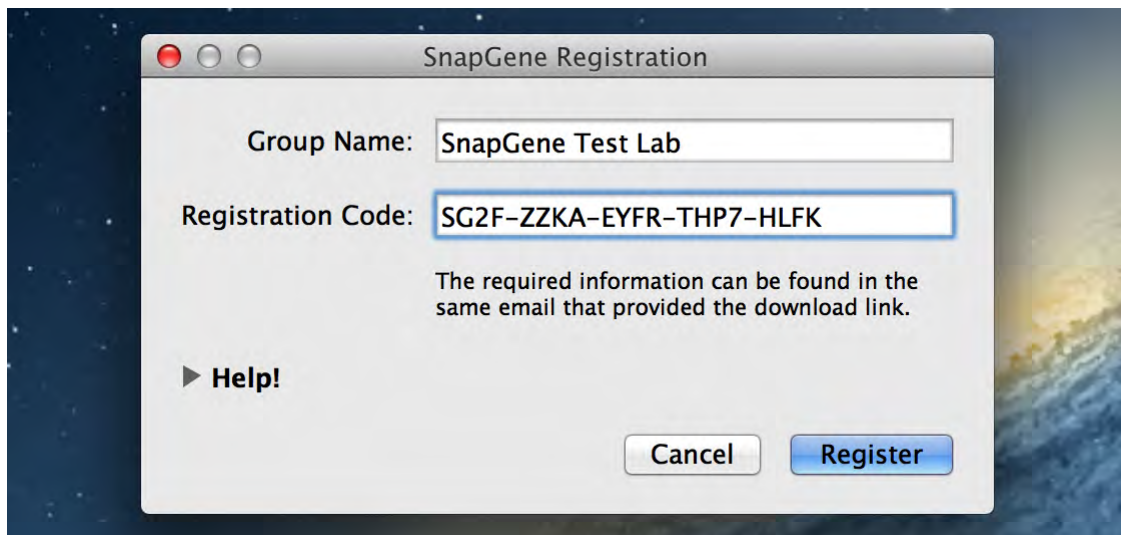 SnapGene Registration
Group Name: SnapGene Test Lab
Registration Code: SG2F-ZZKA-EYFR-THP7-HLFK
The required information can be found in the
same email that provided the download link.
Help!
Cancel Register